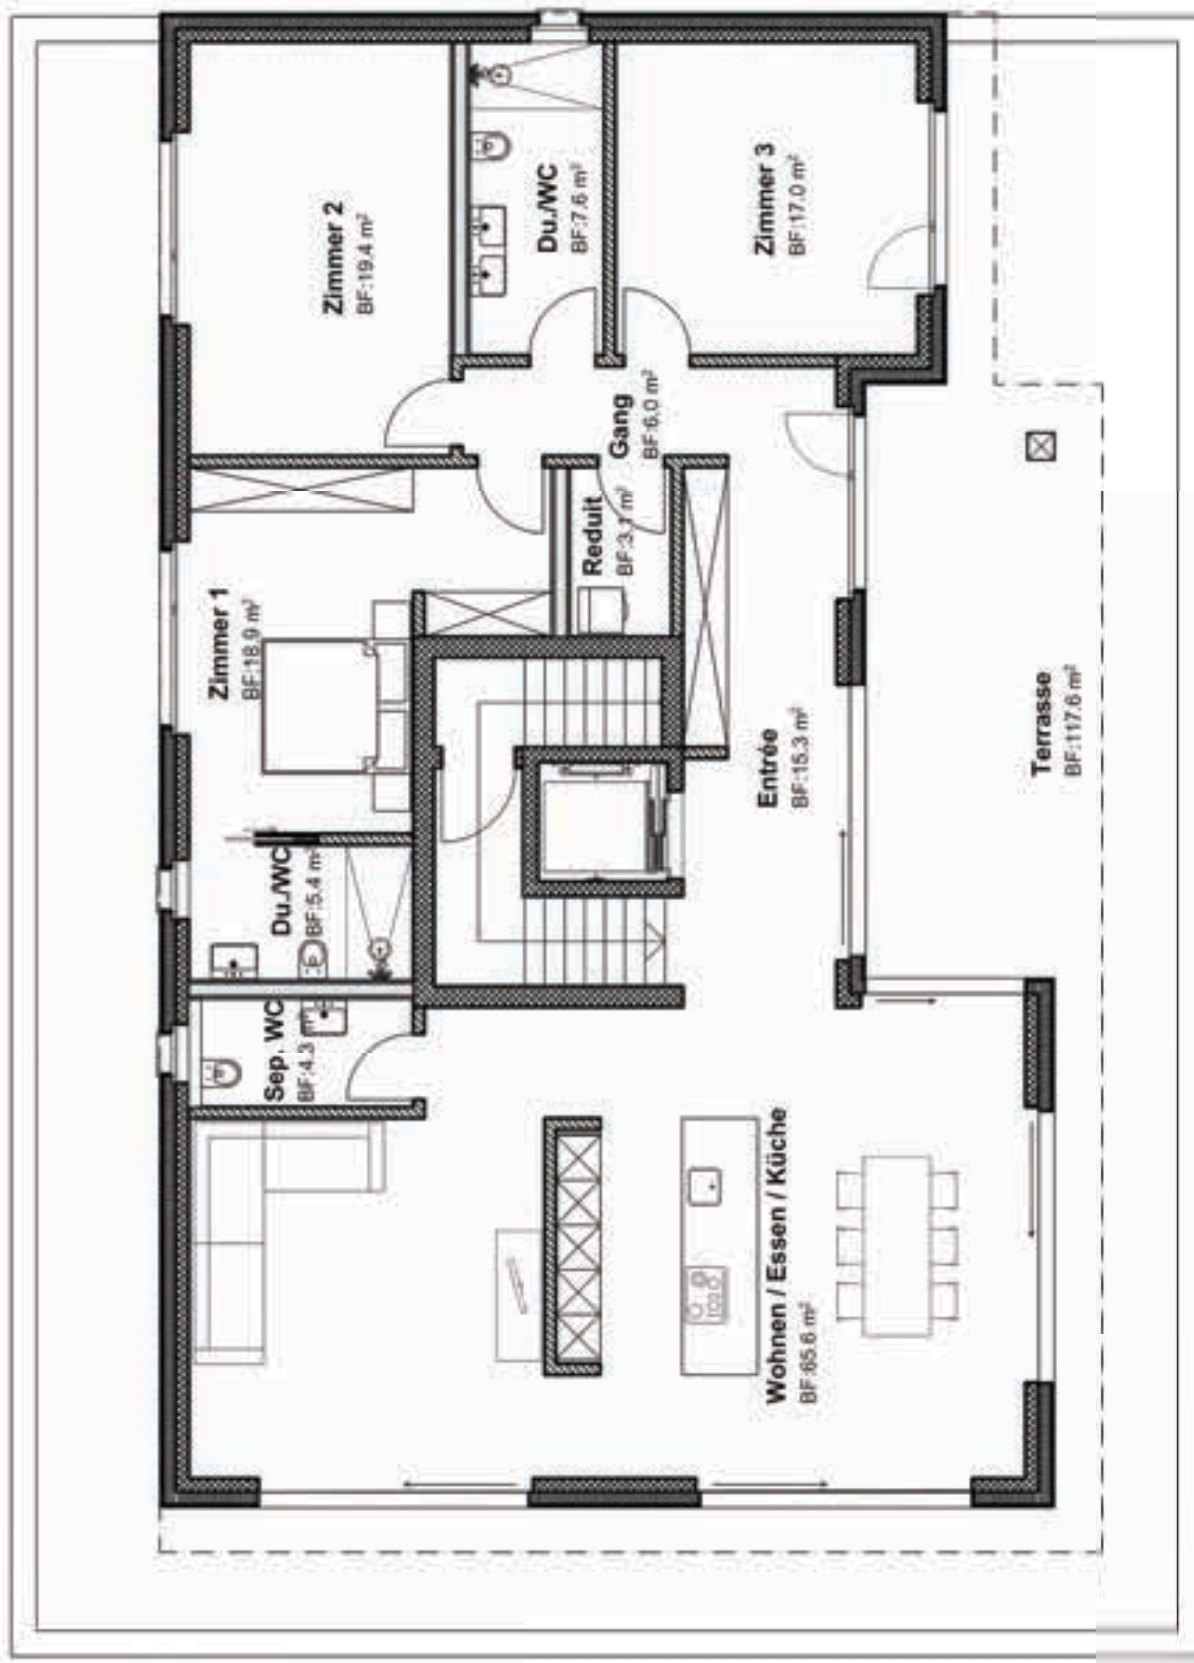 Zimmer 2
BF:19.4 m²
Du./WC
BF:7.6 m²
Zimmer 3
BF:17.0 m²
Gang
BF:6.0 m²
Zimmer 1
BF:18.9 m²
Reduit
BF:3.1 m²
Entrée
BF:15.3 m²
Terrasse
BF:117.6 m²
Du./WC
BF:5.4 m²
Sep. WC
BF:4.3 m²
Wohnen / Essen / Küche
BF:65.6 m²